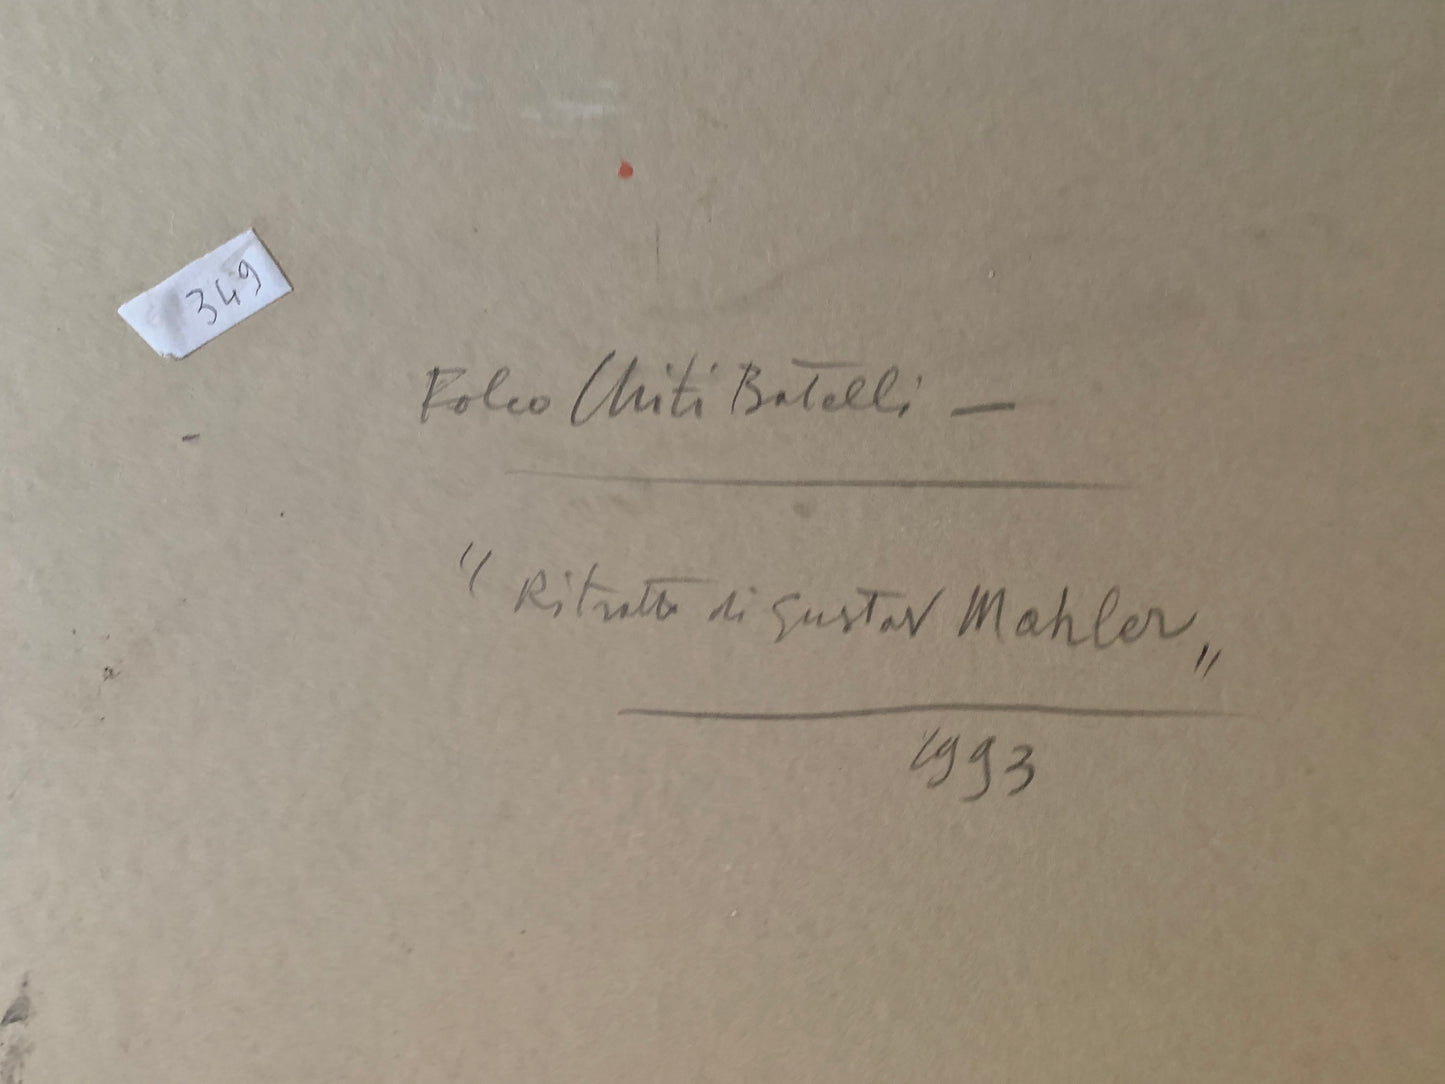 349
Folco Chiti Batelli —
"Ritratto di Gustav Mahler„
1993